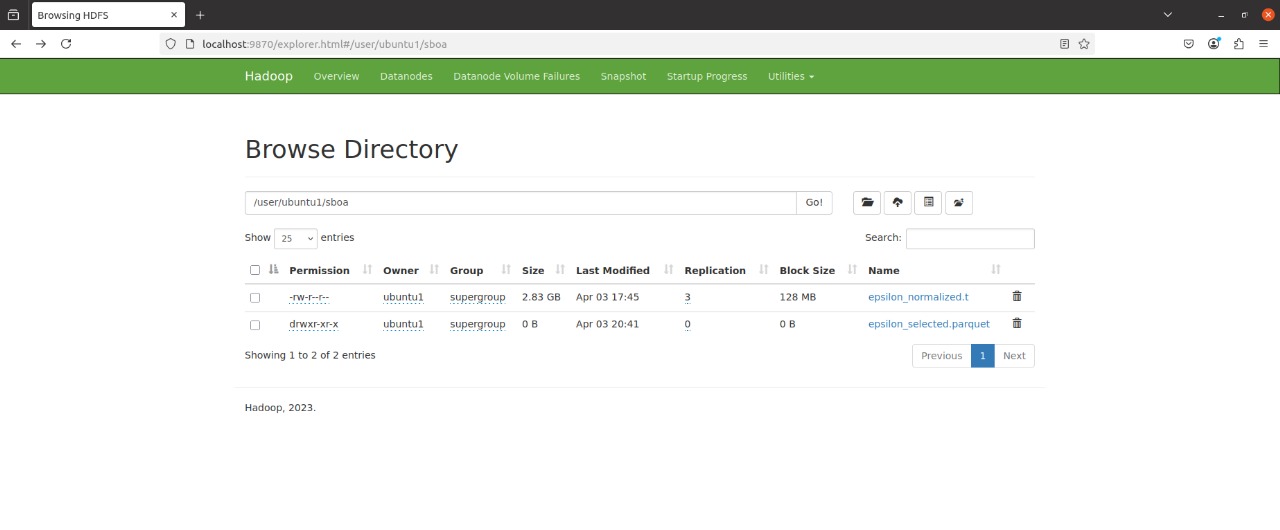 Browsing HDFS
localhost:9870/explorer.html#/user/ubuntu1/sboa
Hadoop Overview Datanodes Datanode Volume Failures Snapshot Startup Progress Utilities
Browse Directory
/user/ubuntu1/sboa Go!
Show 25 entries Search:
Permission Owner Group Size Last Modified Replication Block Size Name
-rw-r--r-- ubuntu1 supergroup 2.83 GB Apr 03 17:45 3 128 MB epsilon_normalized.t
drwxr-xr-x ubuntu1 supergroup 0 B Apr 03 20:41 0 0 B epsilon_selected.parquet
Showing 1 to 2 of 2 entries Previous 1 Next
Hadoop, 2023.